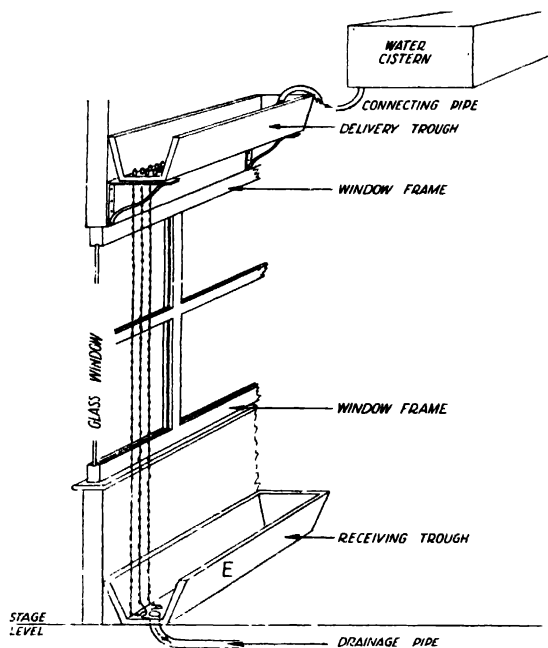 WATER
CISTERN
CONNECTING PIPE
DELIVERY TROUGH
WINDOW FRAME
GLASS WINDOW
WINDOW FRAME
RECEIVING TROUGH
E
STAGE
LEVEL
DRAINAGE PIPE